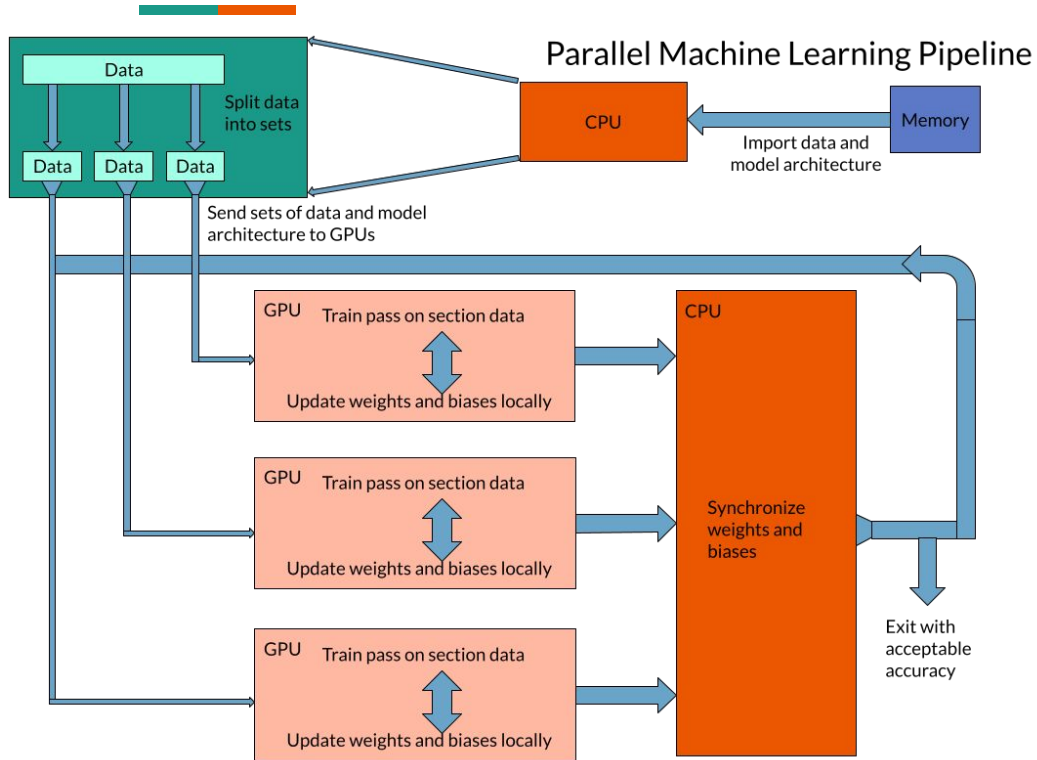 Parallel Machine Learning Pipeline
Data
Split data
into sets
Data
Data
Data
CPU
Memory
Import data and
model architecture
Send sets of data and model
architecture to GPUs
GPU
Train pass on section data
Update weights and biases locally
GPU
Train pass on section data
Update weights and biases locally
GPU
Train pass on section data
Update weights and biases locally
CPU
Synchronize
weights and
biases
Exit with
acceptable
accuracy